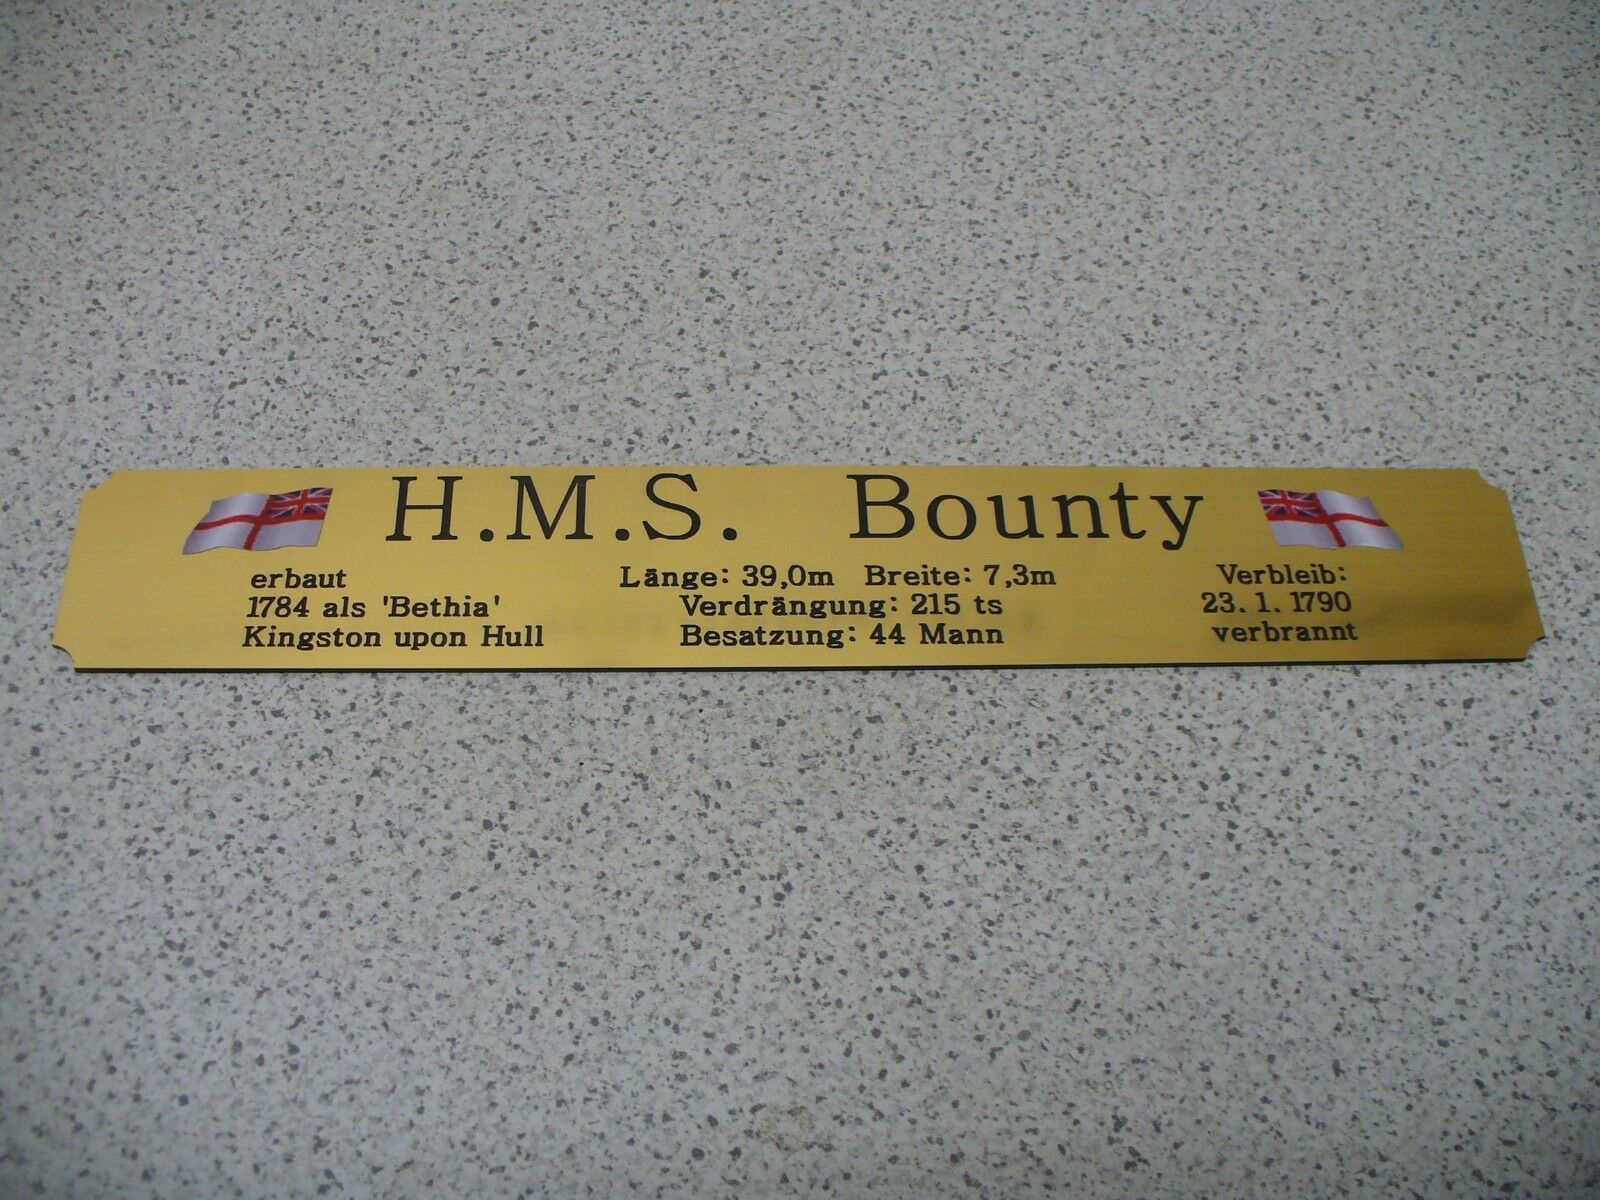 H.M.S. Bounty
erbaut
1784 als 'Bethia'
Kingston upon Hull
Länge: 39,0m Breite: 7,3m
Verdrängung: 215 ts
Besatzung: 44 Mann
Verbleib:
23. 1. 1790
verbrannt